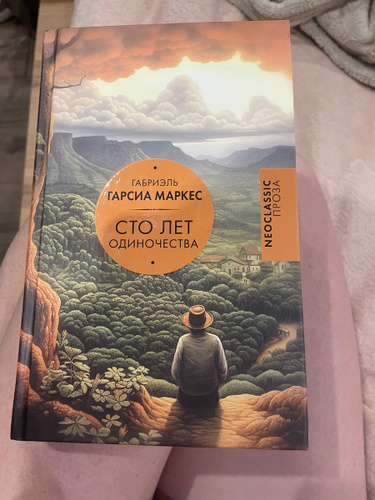 ГАБРИЭЛЬ
ГАРСИА МАРКЕС
СТО ЛЕТ
ОДИНОЧЕСТВА
NEOCLASSIC
ПРОЗА